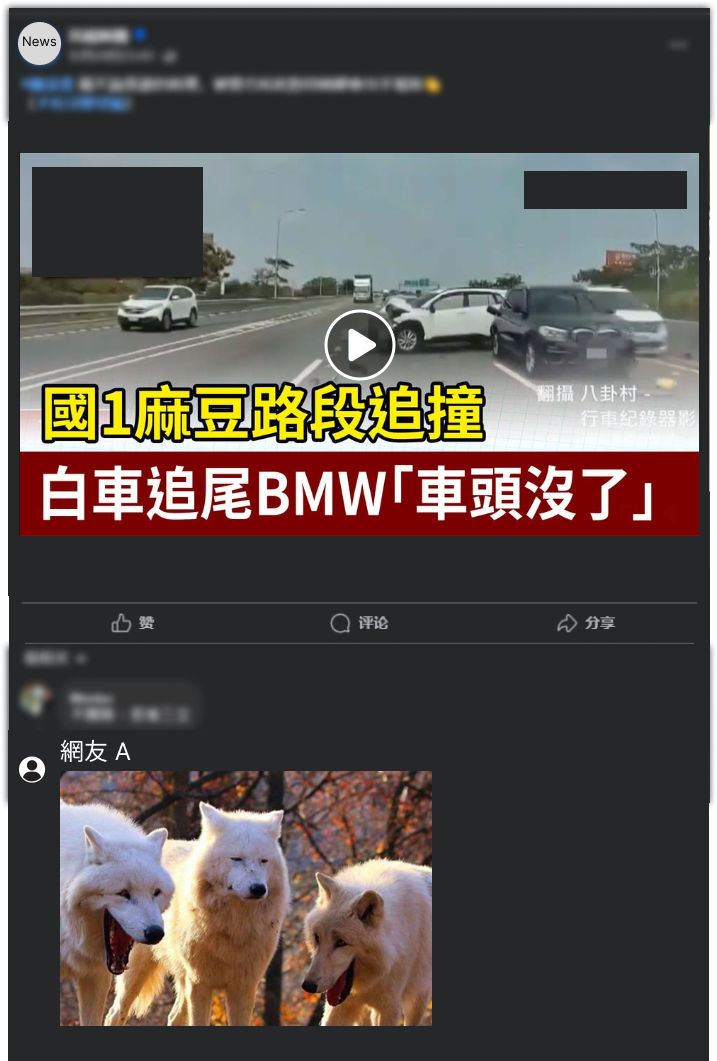 News
翻攝 八卦村 -
行車紀錄器影
國1麻豆路段追撞
白車追尾BMW「車頭沒了」
赞
评论
分享
網友 A